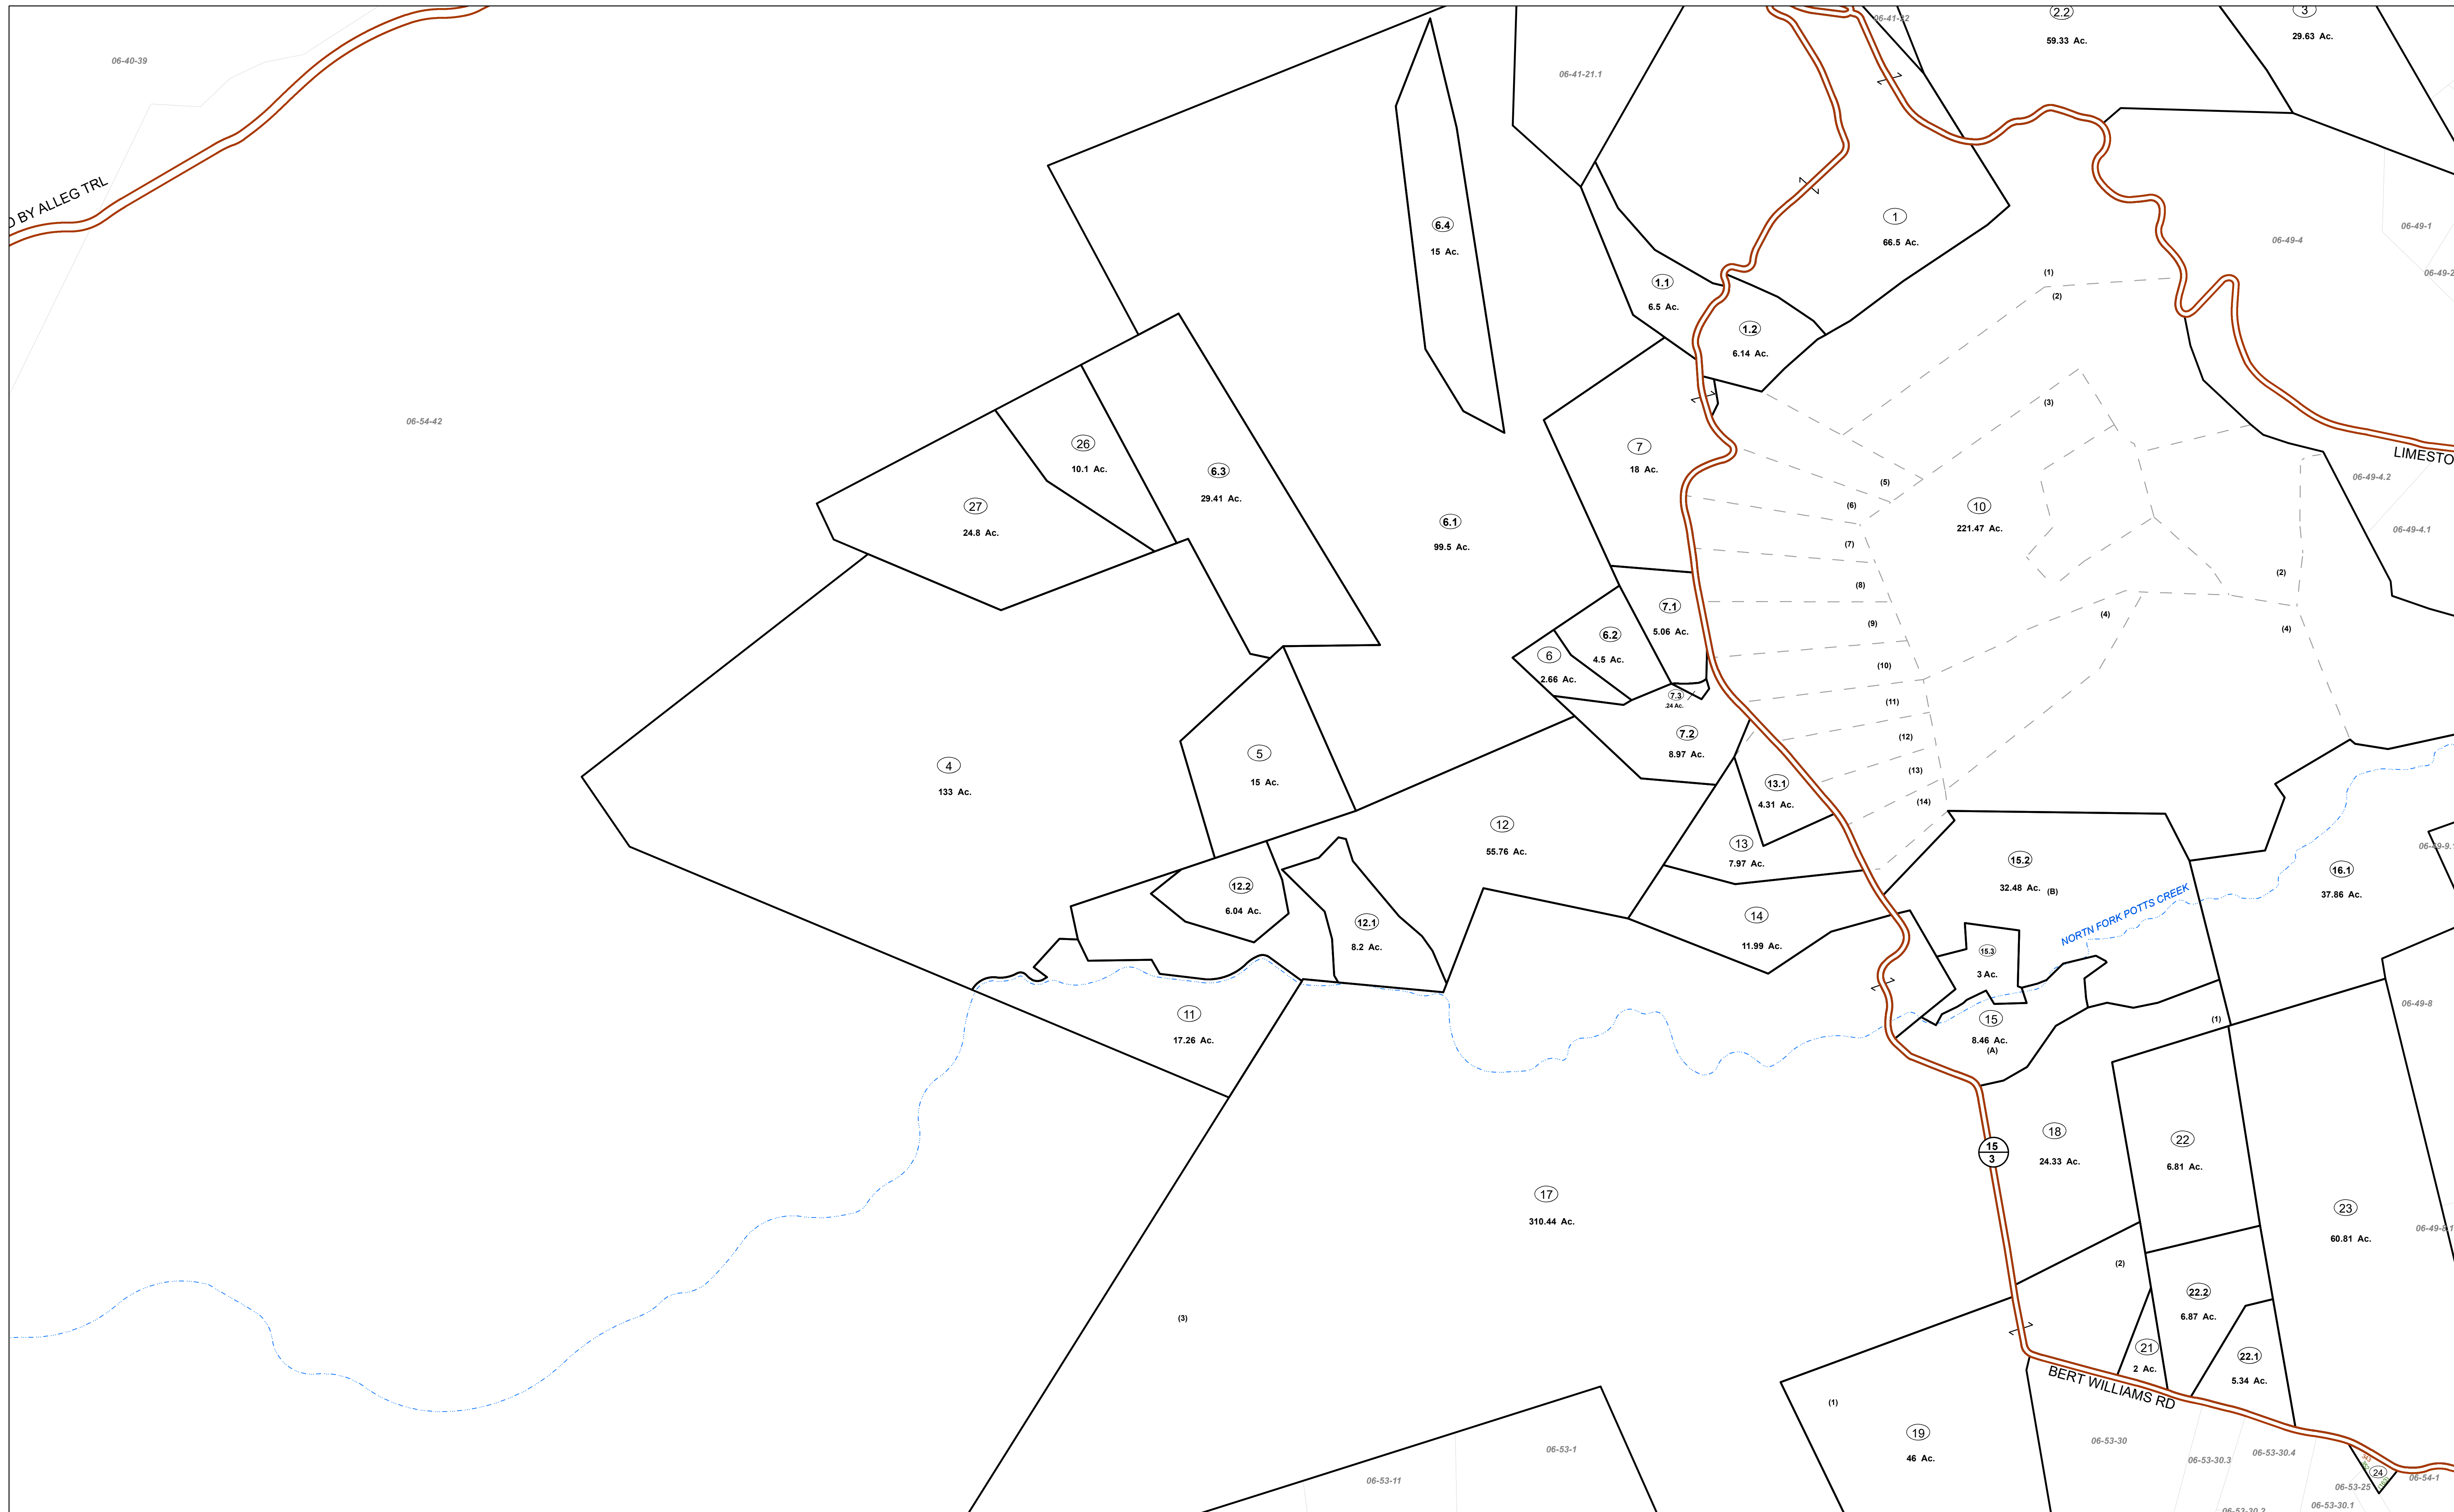 06-41-22
2.2
3
59.33 Ac.
29.63 Ac.
06-40-39
06-41-21.1
BY ALLEG TRL
6.4
15 Ac.
1
66.5 Ac.
06-49-1
06-49-4
(1)
(2)
1.1
6.5 Ac.
1.2
6.14 Ac.
(3)
06-54-42
26
10.1 Ac.
6.3
29.41 Ac.
7
18 Ac.
LIMESTO
06-49-4.2
(5)
(6)
10
221.47 Ac.
27
24.8 Ac.
6.1
99.5 Ac.
06-49-4.1
(7)
(8)
(2)
7.1
5.06 Ac.
6.2
4.5 Ac.
(9)
(4)
(4)
6
2.66 Ac.
(10)
7.3
.24 Ac.
(11)
7.2
8.97 Ac.
(12)
4
133 Ac.
5
15 Ac.
(13)
13.1
4.31 Ac.
(14)
12
55.76 Ac.
13
7.97 Ac.
15.2
32.48 Ac.
(B)
16.1
37.86 Ac.
12.2
6.04 Ac.
12.1
8.2 Ac.
14
11.99 Ac.
NORTN FORK POTTS CREEK
15.3
3 Ac.
06-49-8
11
17.26 Ac.
15
8.46 Ac.
(A)
(1)
18
24.33 Ac.
22
6.81 Ac.
15
3
17
310.44 Ac.
23
60.81 Ac.
06-49-8.1
(2)
22.2
6.87 Ac.
(3)
21
2 Ac.
22.1
5.34 Ac.
BERT WILLIAMS RD
(1)
19
46 Ac.
06-53-1
06-53-11
06-53-30
06-53-30.3
06-53-30.4
24
06-54-1
06-53-25
06-53-30.1
06-53-30.2